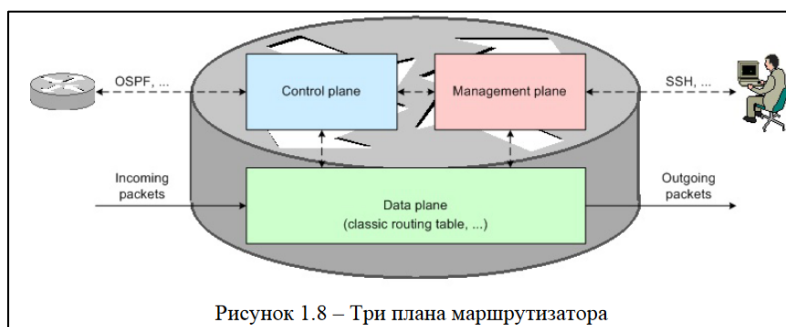 OSPF, ...
Control plane
Management plane
SSH, ...
Incoming
packets
Data plane
(classic routing table, ...)
Outgoing
packets
Рисунок 1.8 – Три плана маршрутизатора